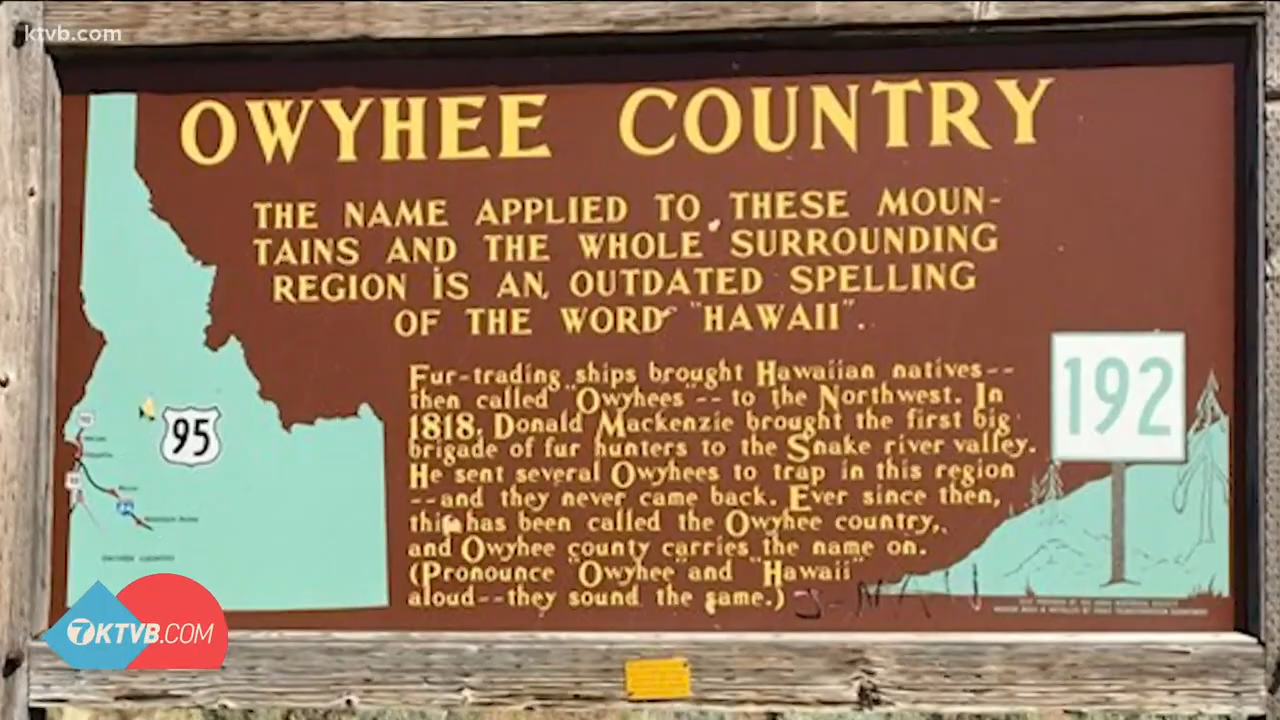 ktvb.com
OWYHEE COUNTRY
THE NAME APPLIED TO THESE MOUN-
TAINS AND THE WHOLE SURROUNDING
REGION IS AN OUTDATED SPELLING
OF THE WORD "HAWAII".
Fur-trading ships brought Hawaiian natives--
then called "Owyhees" -- to the Northwest. In
1818, Donald Mackenzie brought the first big
brigade of fur hunters to the Snake river valley.
He sent several Owyhees to trap in this region
--and they never came back. Ever since then,
this has been called the Owyhee country,
and Owyhee county carries the name on.
(Pronounce "Owyhee" and "Hawaii"
aloud--they sound the same.)
95
192
7KTVB.COM